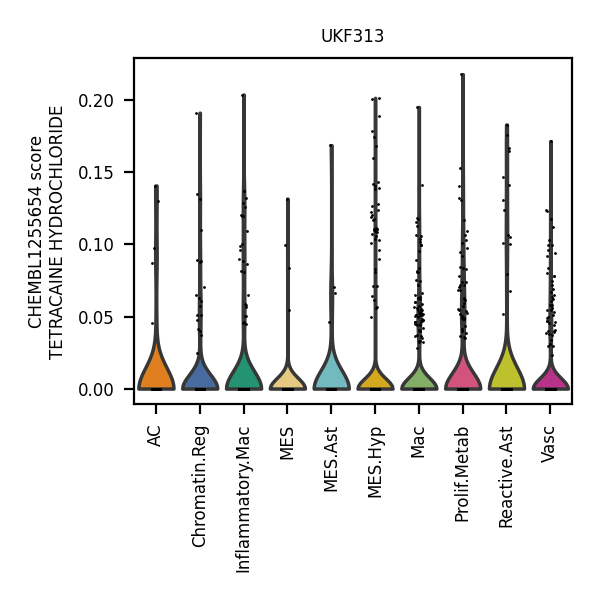 UKF313
CHEMBL1255654 score
TETRACAINE HYDROCHLORIDE
0.20
0.15
0.10
0.05
0.00
AC
Chromatin.Reg
Inflammatory.Mac
MES
MES.Ast
MES.Hyp
Mac
Prolif.Metab
Reactive.Ast
Vasc